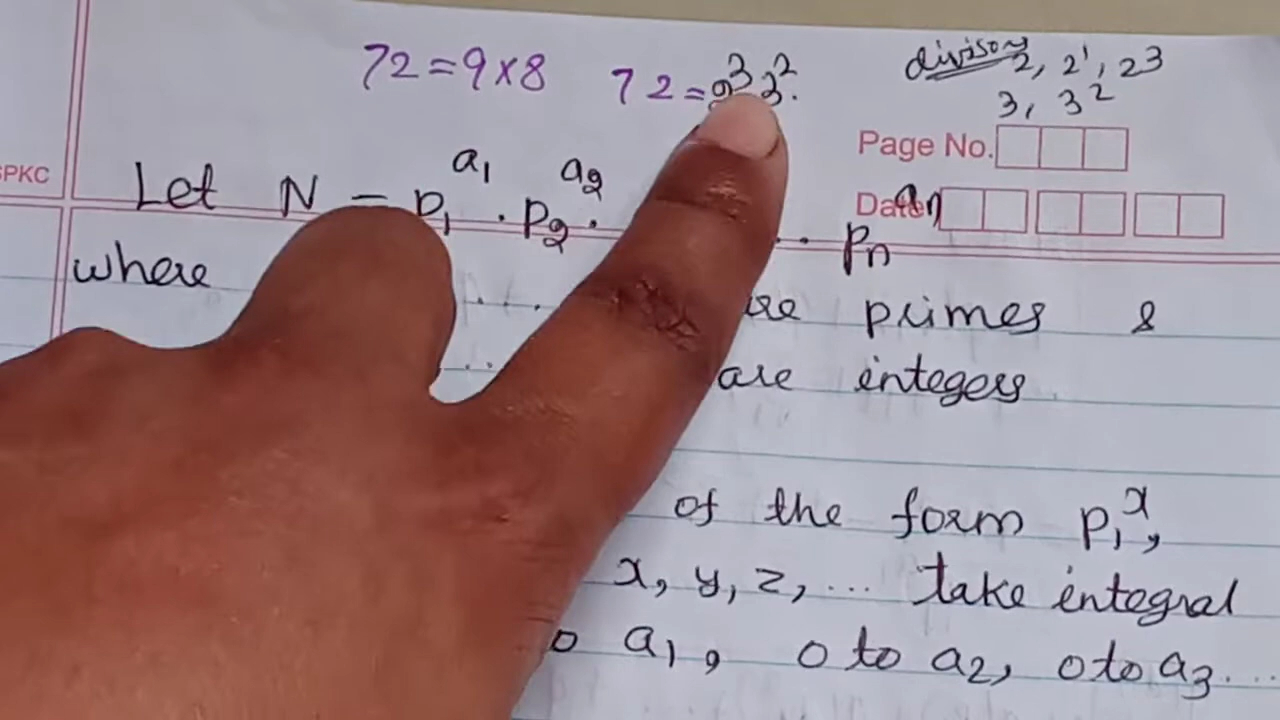 72=9×8 72=2³3². divisors 2, 2¹, 2³
3, 3²
Page No.
SPKC
Let N = p₁^a₁ . p₂^a₂ . .. pₙ^aₙ
Date
where .... are primes &
... are integers
of the form p₁^x,
x, y, z, ... take integral
a₁, 0 to a₂, 0 to a₃....